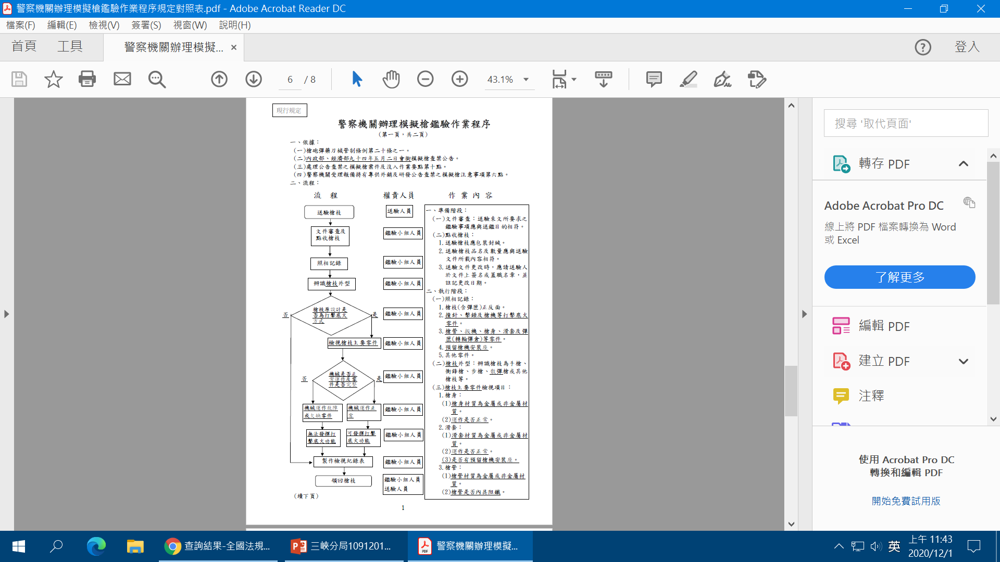 警察機關辦理模擬槍鑑驗作業程序規定對照表.pdf - Adobe Acrobat Reader DC
檔案(F) 編輯(E) 檢視(V) 簽署(S) 視窗(W) 說明(H)
首頁 工具 警察機關辦理模擬... × 登入
6 / 8 43.1%
現行規定
警察機關辦理模擬槍鑑驗作業程序
(第一頁，共二頁)
一、依據：
(一)槍砲彈藥刀械管制條例第二十條之一。
(二)內政部、經濟部九十四年五月二日會銜模擬槍查禁公告。
(三)處理公告查禁之模擬槍案件及沒入作業要點第十點。
(四)警察機關受理報備持有專供外銷及研發公告查禁之模擬槍注意事項第六點。
二、流程：
流 程 權責人員 作 業 內 容
送驗槍枝
文件審查及
點收槍枝
照相記錄
辨識槍枝外型
槍枝原設計是
否為打擊底火
方式
否
是
檢視槍枝主要零件
機械是否正
常運作及零
件是否完整
否
是
機械運作故障
或欠缺零件
機械運作正
常
無法發揮打
擊底火功能
可發揮打擊
底火功能
製作檢視紀錄表
領回槍枝
(續下頁)
送驗人員
鑑驗小組人員
鑑驗小組人員
鑑驗小組人員
鑑驗小組人員
鑑驗小組人員
鑑驗小組人員
鑑驗小組人員
鑑驗小組人員
鑑驗小組人員
鑑驗小組人員
送驗人員
一、準備階段：
(一)文件審查：送驗來文所要求之
鑑驗事項應與送鑑目的相符。
(二)點收槍枝：
1.送驗槍枝應包裝封緘。
2.送驗槍枝品名及數量應與送驗
文件所載內容相符。
3.送驗文件更改時，應請送驗人
於文件上簽名或蓋職名章，並
註記更改日期。
二、執行階段：
(一)照相記錄：
1.槍枝(含彈匣)正反面。
2.撞針、擊錘及槍機等打擊底火
零件。
3.槍管、扳機、槍身、滑套及彈
匣(轉輪彈倉)等零件。
4.預留槍機安裝座。
5.其他零件。
(二)槍枝外型：辨識槍枝為手槍、
衝鋒槍、步槍、散彈槍或其他
槍枝等。
(三)槍枝主要零件檢視項目：
1.槍身：
(1)槍身材質為金屬或非金屬材
質。
(2)運作是否正常。
2.滑套：
(1)滑套材質為金屬或非金屬材
質。
(2)運作是否正常。
(3)是否有預留槍機安裝座。
3.槍管：
(1)槍管材質為金屬或非金屬材
質。
(2)槍管是否內具阻鐵。
1
搜尋 '取代頁面'
轉存 PDF
Adobe Acrobat Pro DC
線上將 PDF 檔案轉換為 Word
或 Excel
了解更多
編輯 PDF
建立 PDF
注釋
使用 Acrobat Pro DC
轉換和編輯 PDF
開始免費試用版
查詢結果-全國法規... 三峽分局1091201... 警察機關辦理模擬... 英
上午 11:43
2020/12/1